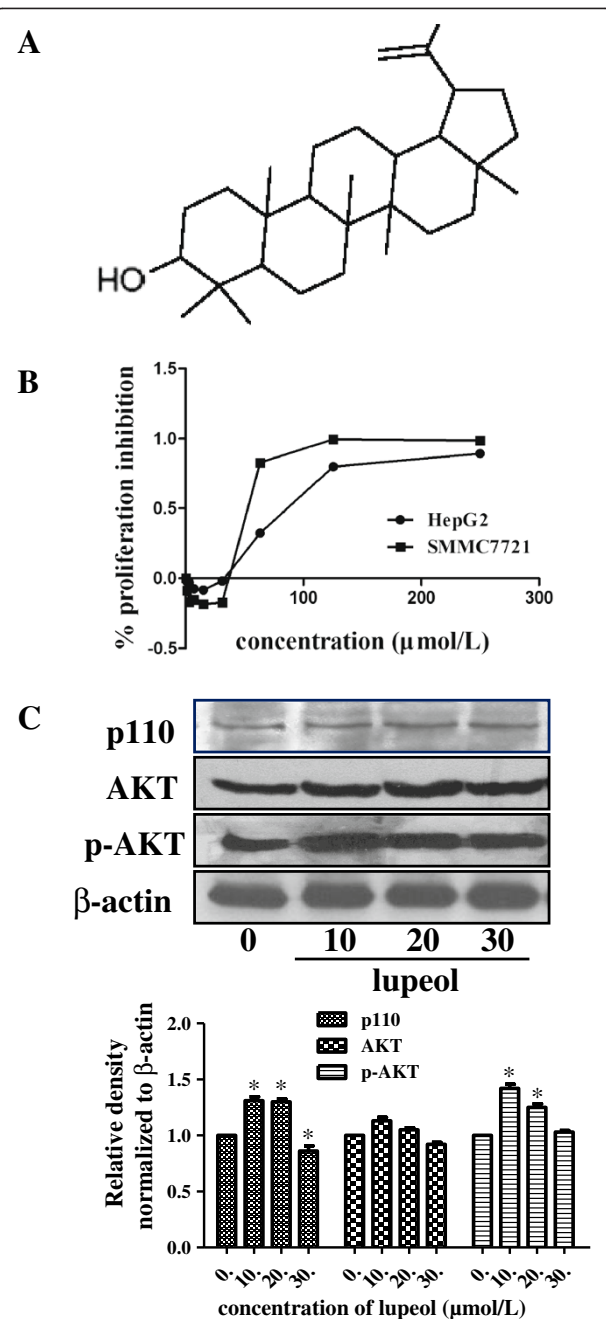 A
HO
B
% proliferation inhibition
1.5
1.0
0.5
0.0
-0.5
100
200
300
HepG2
SMMC7721
concentration (μmol/L)
C
p110
AKT
p-AKT
β-actin
0 10 20 30
lupeol
Relative density
normalized to β-actin
2.0
1.5
1.0
0.5
0.0
p110
AKT
p-AKT
* * *
* *
0. 10. 20. 30. 0. 10. 20. 30. 0. 10. 20. 30.
concentration of lupeol (μmol/L)